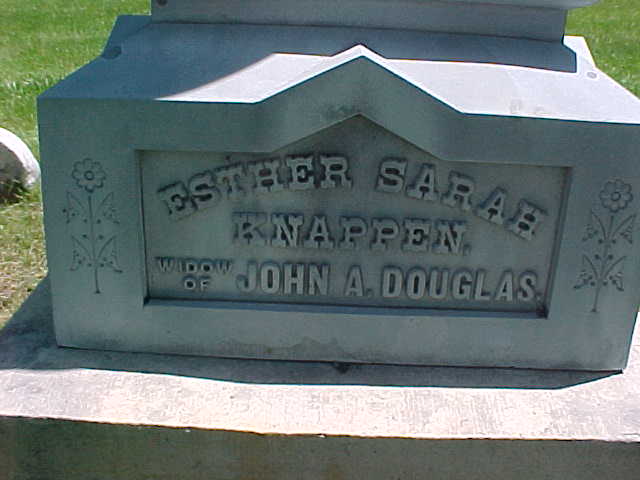 ESTHER SARAH
KNAPPEN.
WIDOW OF JOHN A. DOUGLAS.